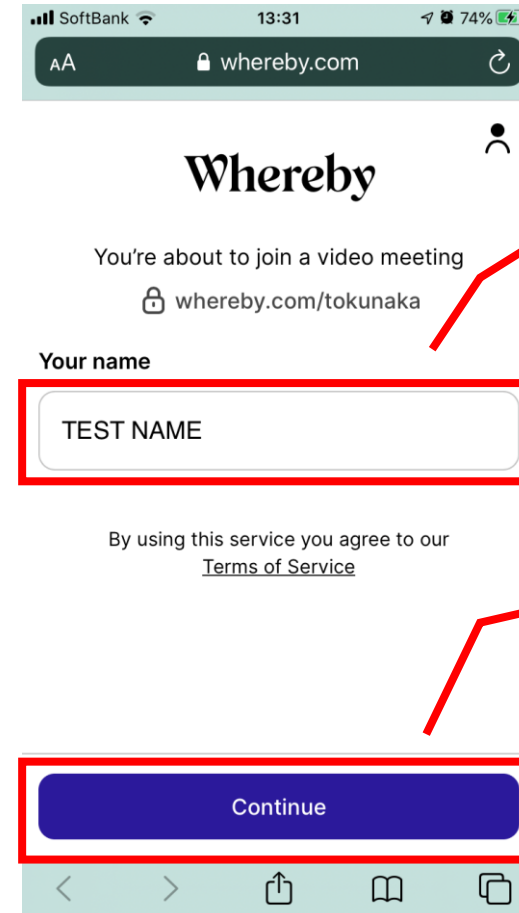 SoftBank 13:31 74%
AA whereby.com
Whereby
You're about to join a video meeting
whereby.com/tokunaka
Your name
TEST NAME
By using this service you agree to our
Terms of Service
Continue